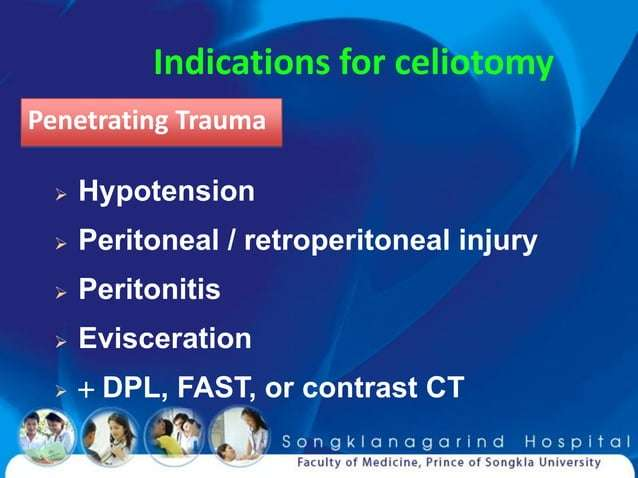 Indications for celiotomy
Penetrating Trauma
➢ Hypotension
➢ Peritoneal / retroperitoneal injury
➢ Peritonitis
➢ Evisceration
➢ + DPL, FAST, or contrast CT
Songklanagarind Hospital
Faculty of Medicine, Prince of Songkla University